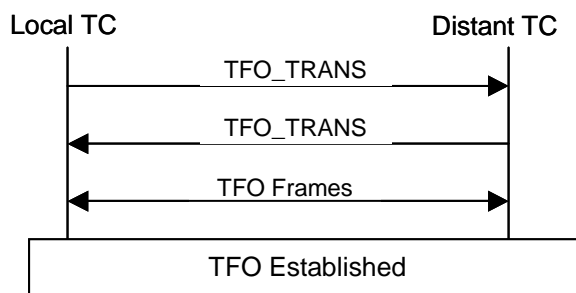 Local TC
Distant TC
TFO_TRANS
TFO_TRANS
TFO Frames
TFO Established